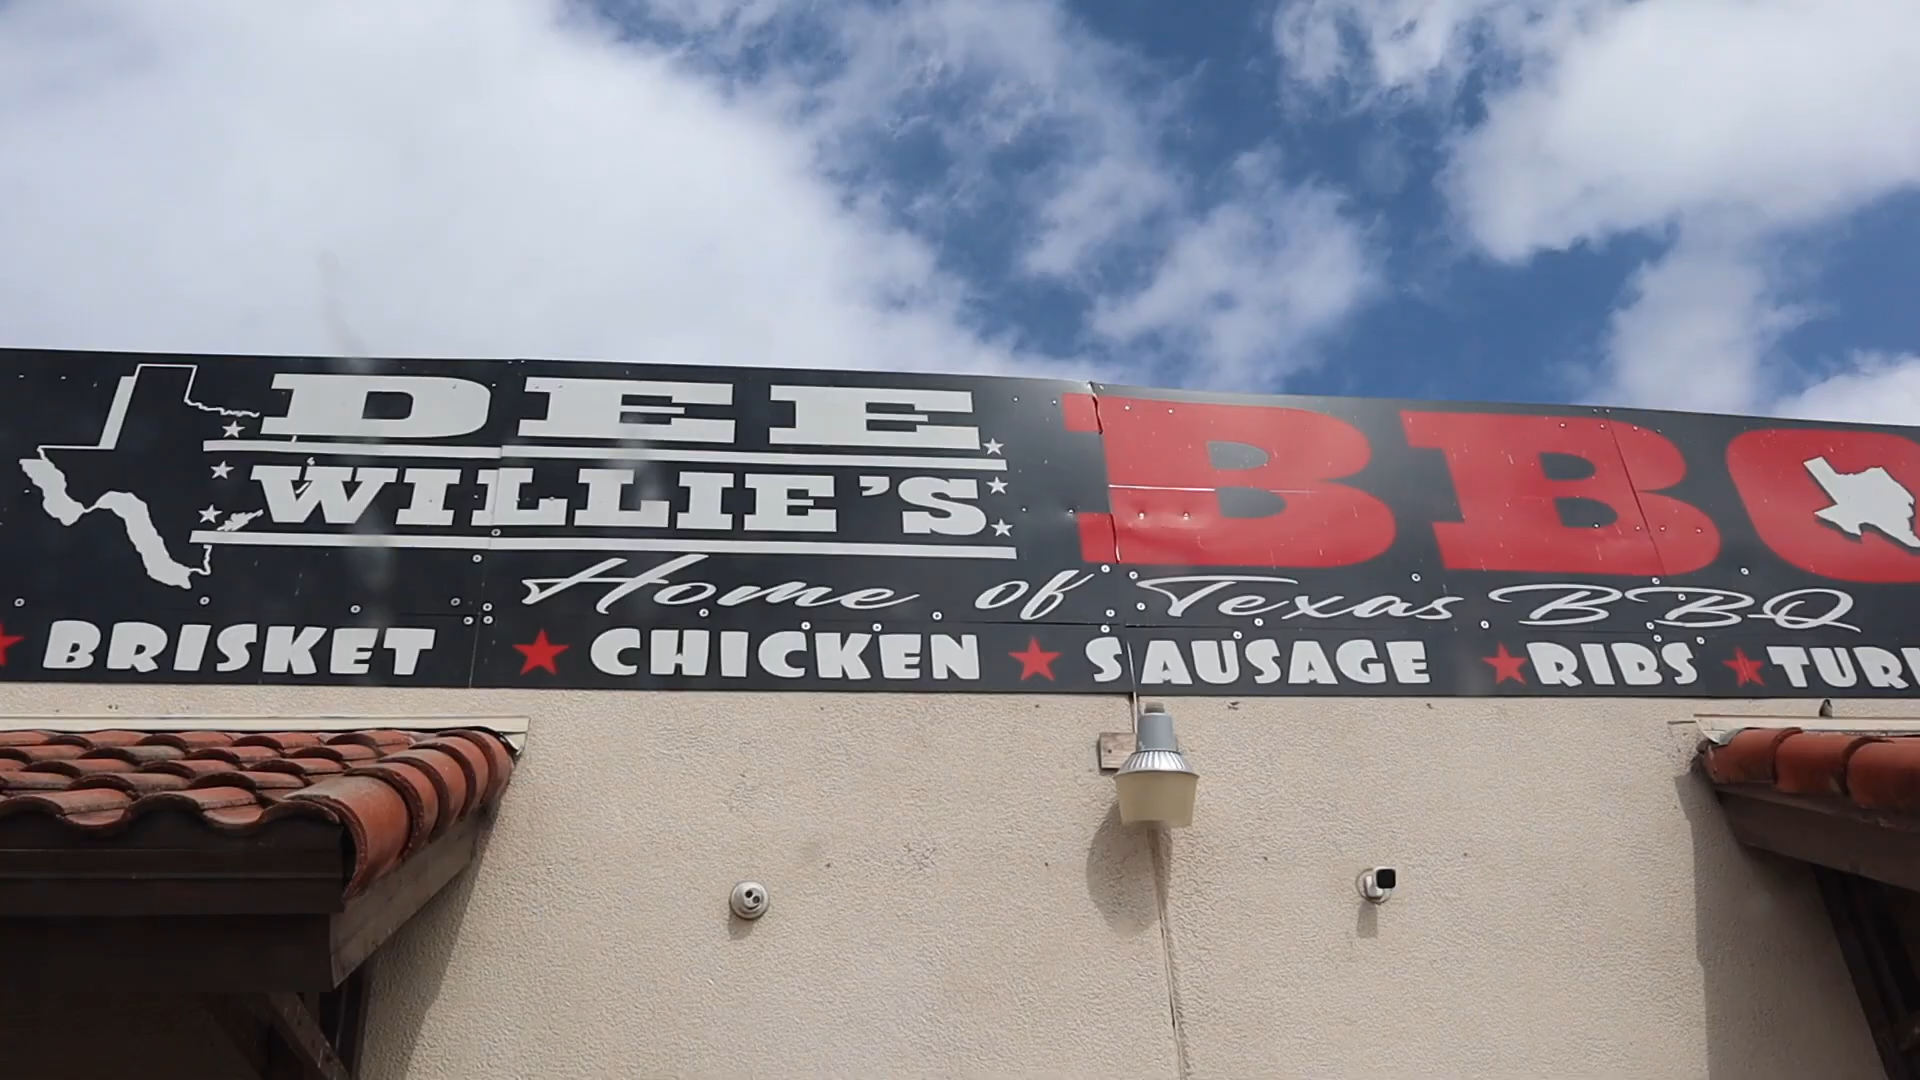 DEE
WILLIE'S
BBQ
Home of Texas BBQ
BRISKET ★ CHICKEN ★ SAUSAGE ★ RIBS ★